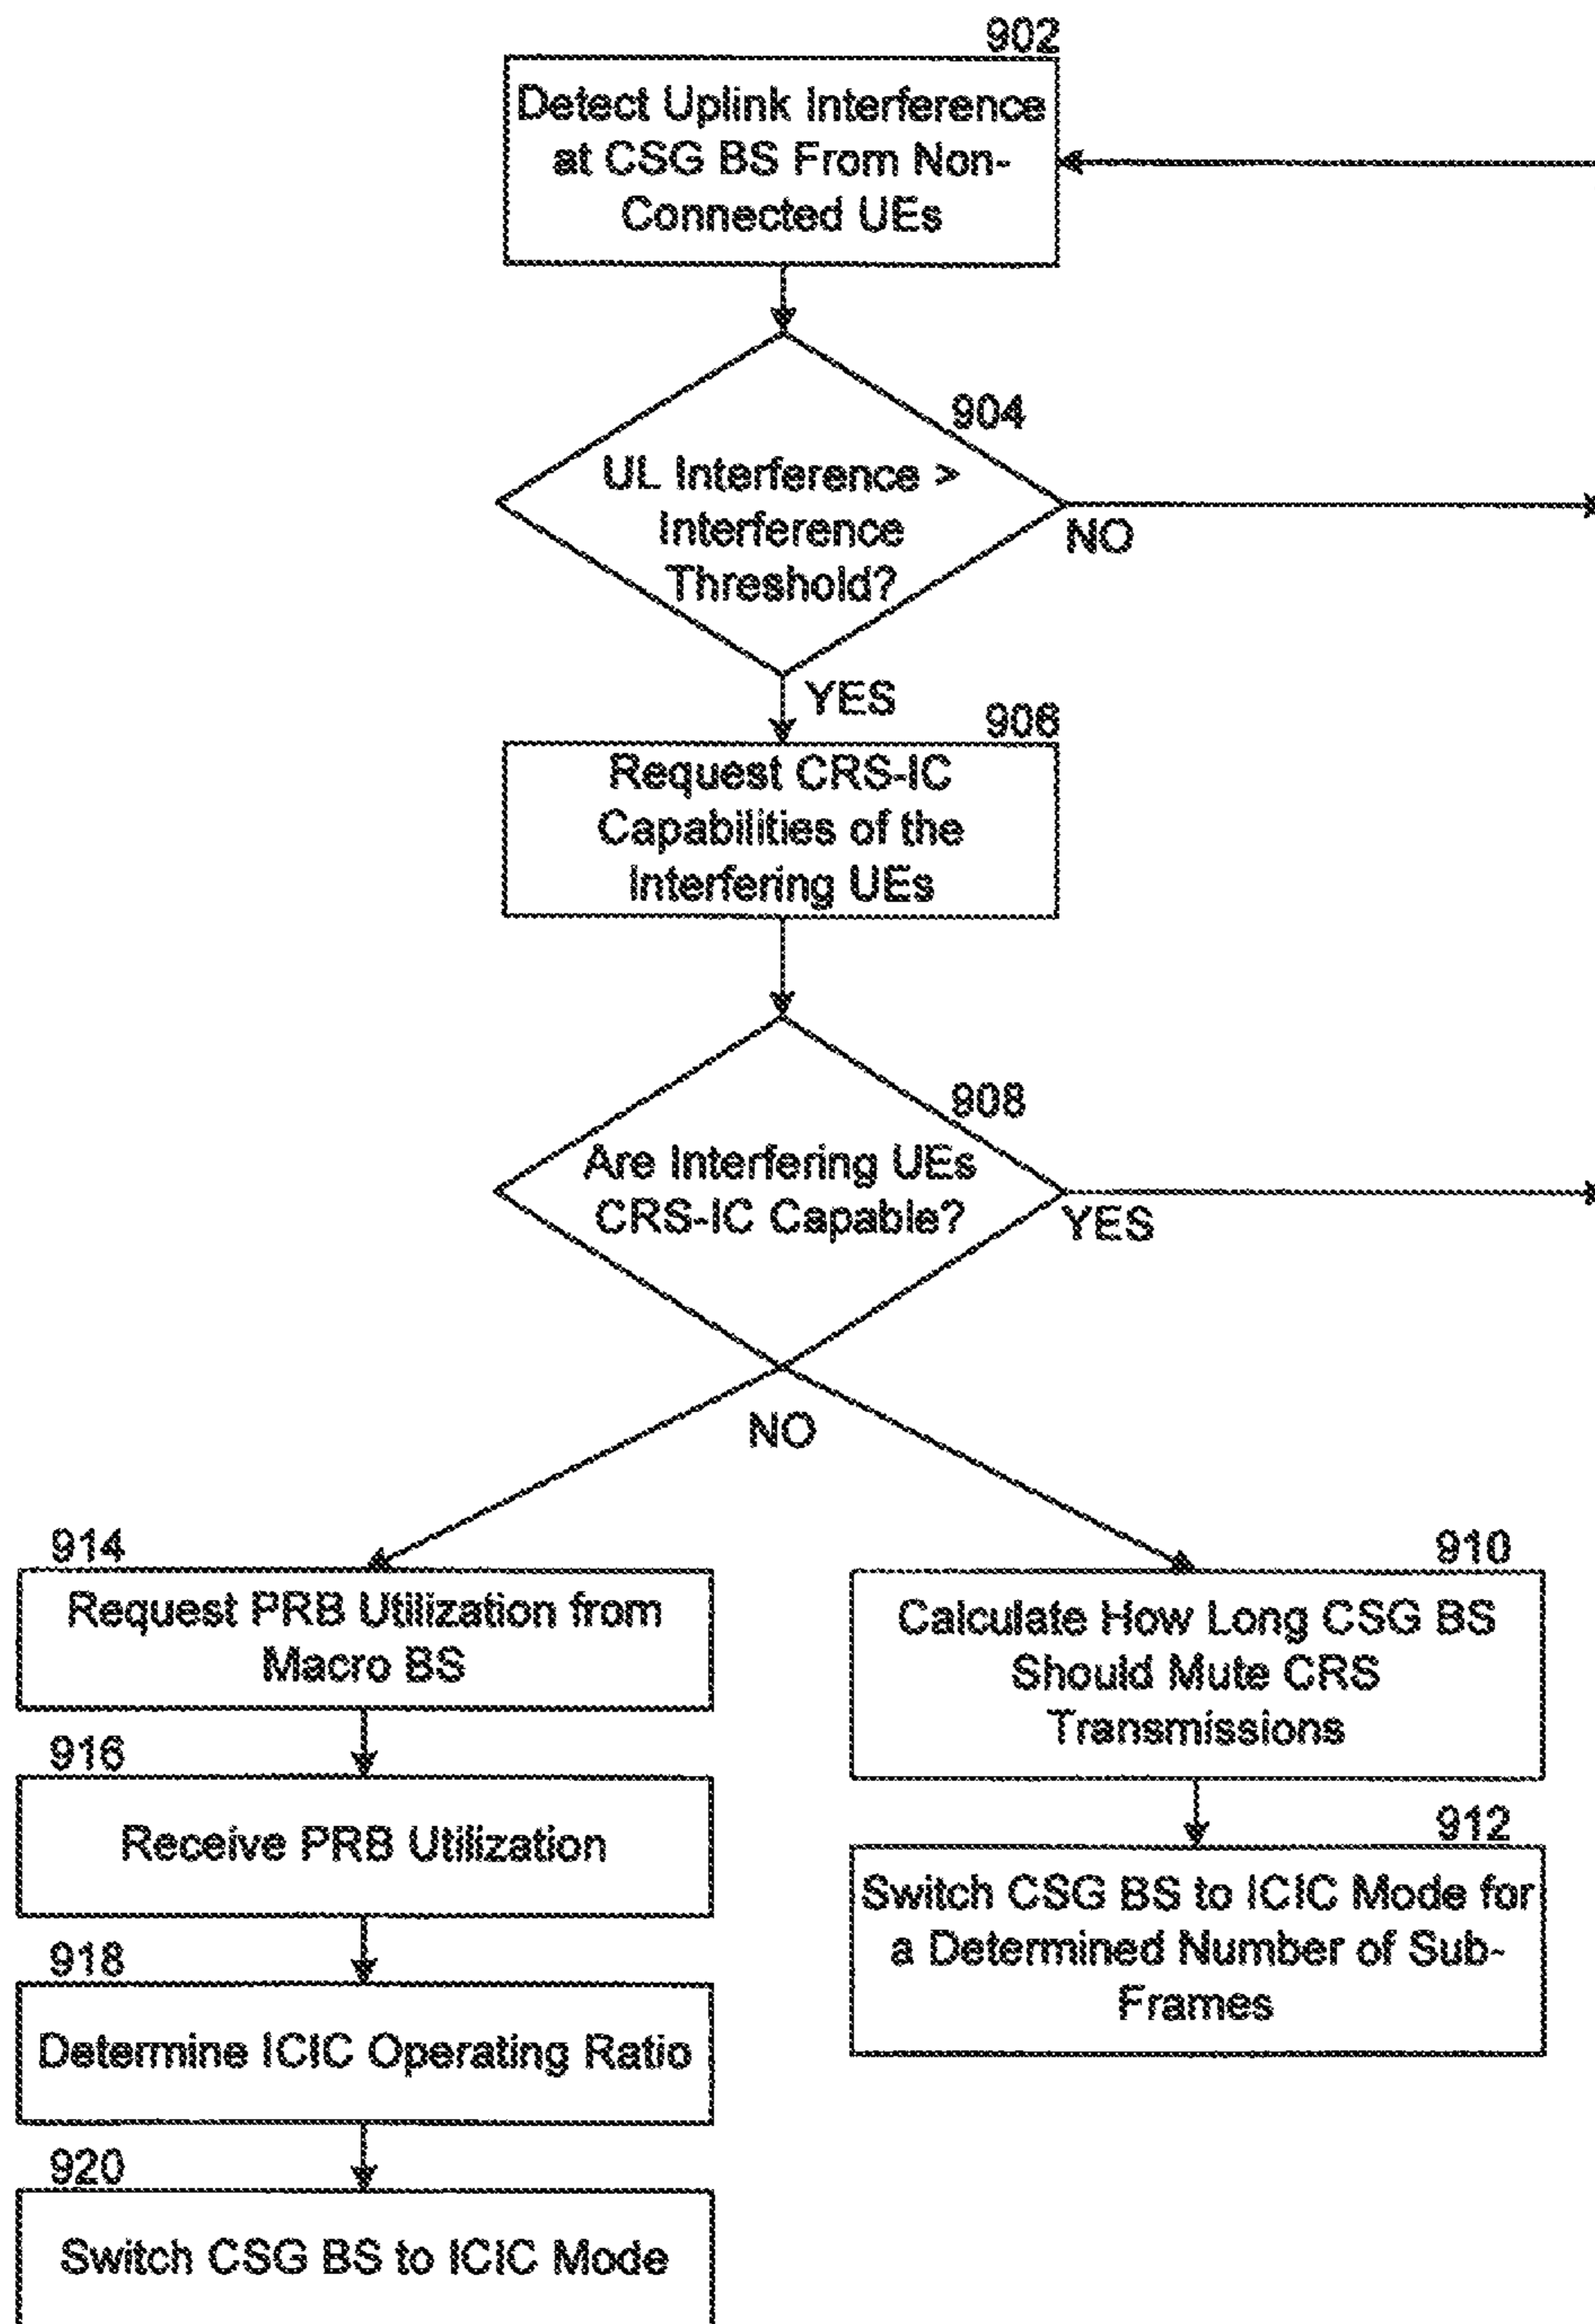 902
Detect Uplink Interference
at CSG BS From Non-
Connected UEs
904
UL Interference >
Interference
Threshold?
NO
YES
906
Request CRS-IC
Capabilities of the
Interfering UEs
908
Are Interfering UEs
CRS-IC Capable?
YES
NO
914
Request PRB Utilization from
Macro BS
916
Receive PRB Utilization
918
Determine ICIC Operating Ratio
920
Switch CSG BS to ICIC Mode
910
Calculate How Long CSG BS
Should Mute CRS
Transmissions
912
Switch CSG BS to ICIC Mode for
a Determined Number of Sub-
Frames